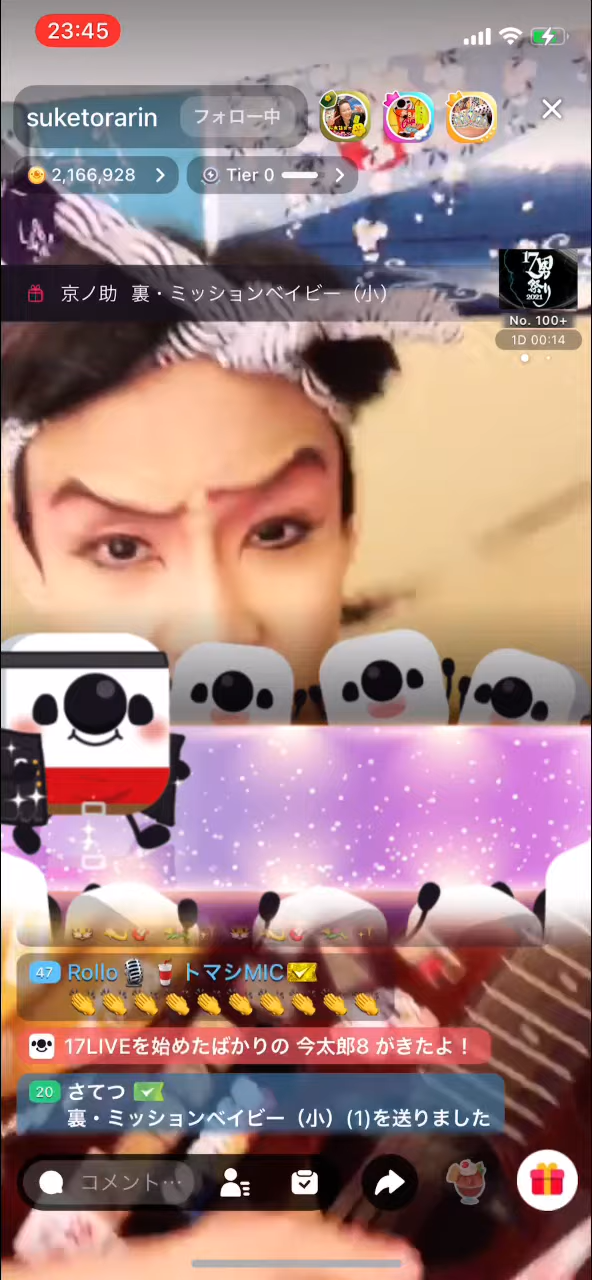 23:45
suketorarin
フォロー中
2,166,928
Tier 0
17
男
祭り
2021
No. 100+
1D 00:14
京ノ助 裏・ミッションベイビー（小）
47 Rollo🎙️🥤トマシMIC
👏👏👏👏👏👏👏👏👏👏
17LIVEを始めたばかりの 今太郎8 がきたよ！
20 さてつ
裏・ミッションベイビー（小）(1)を送りました
コメント…